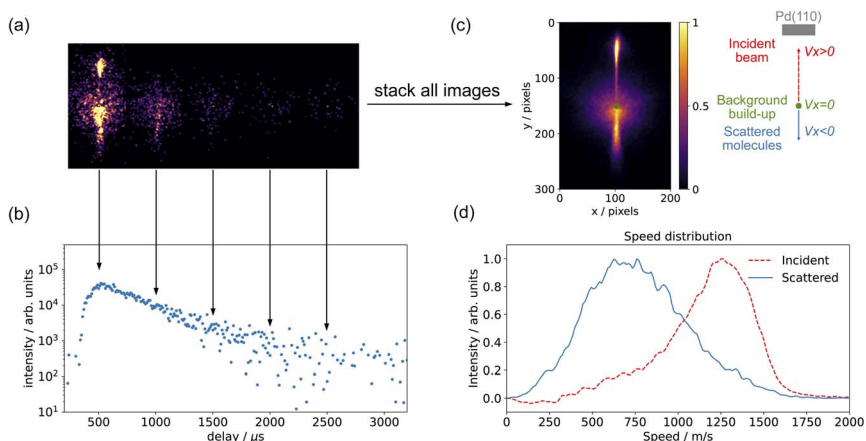 (a)
stack all images
(b)
intensity / arb. units
10⁵
10⁴
10³
10²
10¹
500
1000
1500
2000
2500
3000
delay / μs
(c)
0
100
200
300
y / pixels
0
100
200
x / pixels
1
0.5
0
Pd(110)
Incident
beam
Vx>0
Background
build-up
Vx=0
Scattered
molecules
Vx<0
(d)
Speed distribution
Intensity / arb. units
1.0
0.8
0.6
0.4
0.2
0.0
Incident
Scattered
0
250
500
750
1000
1250
1500
1750
2000
Speed / m/s